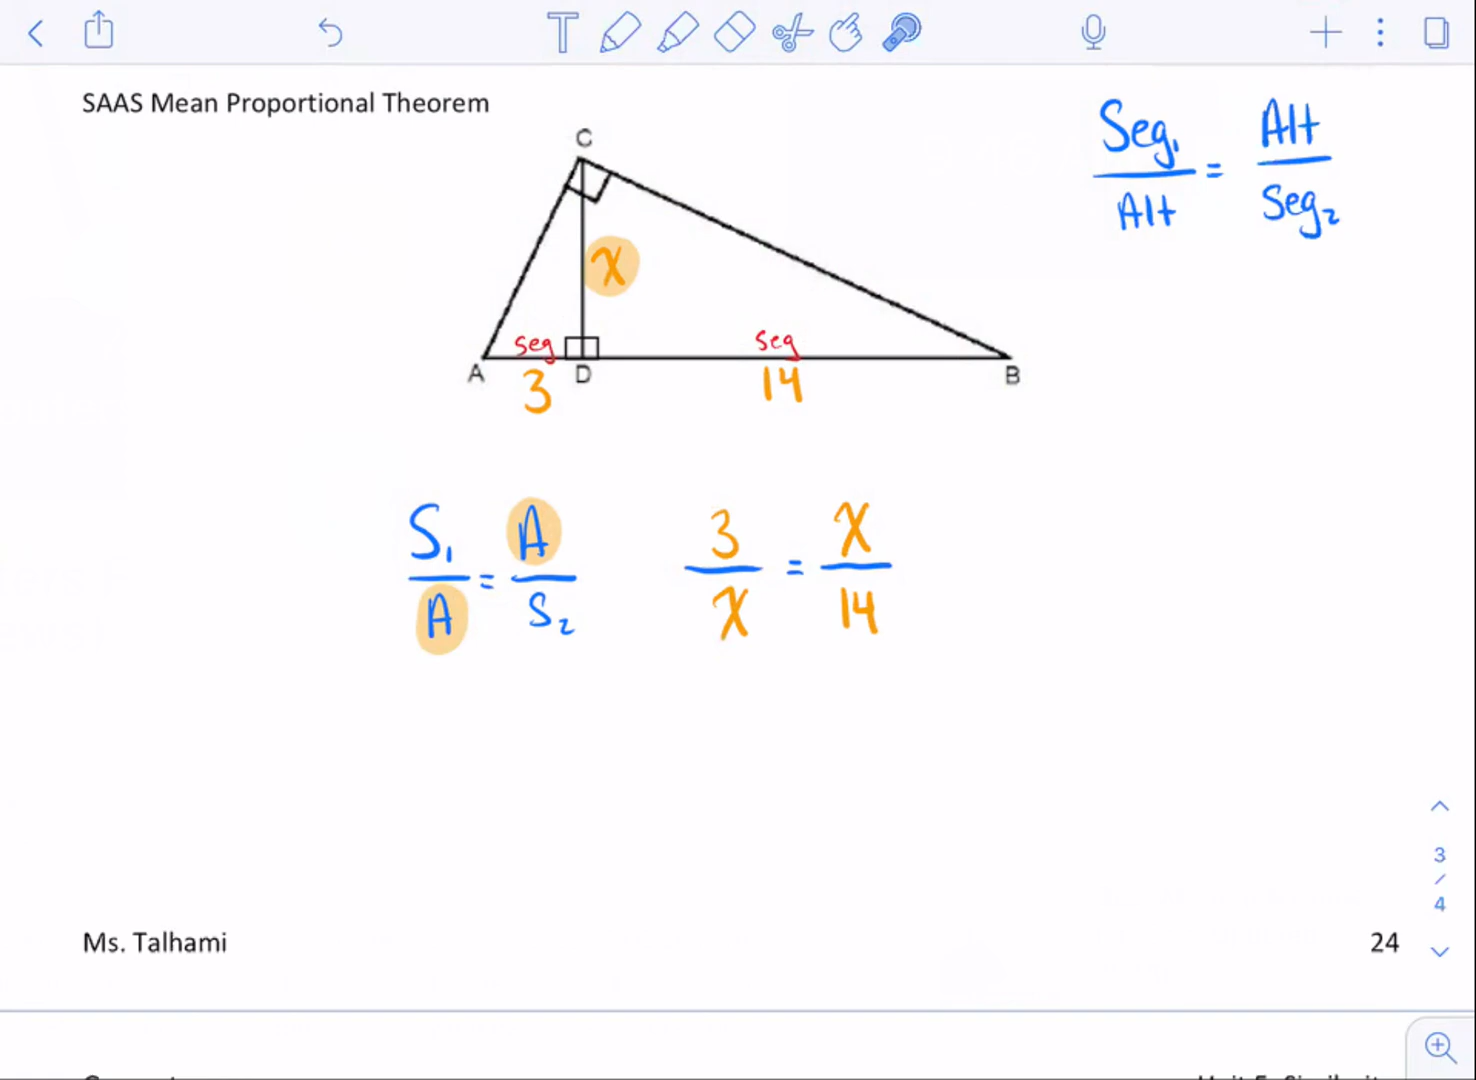 SAAS Mean Proportional Theorem
Seg₁ / Alt = Alt / Seg₂
C
x
seg seg
A D B
3 14
S₁ / A = A / S₂
3 / x = x / 14
3
/
4
Ms. Talhami
24